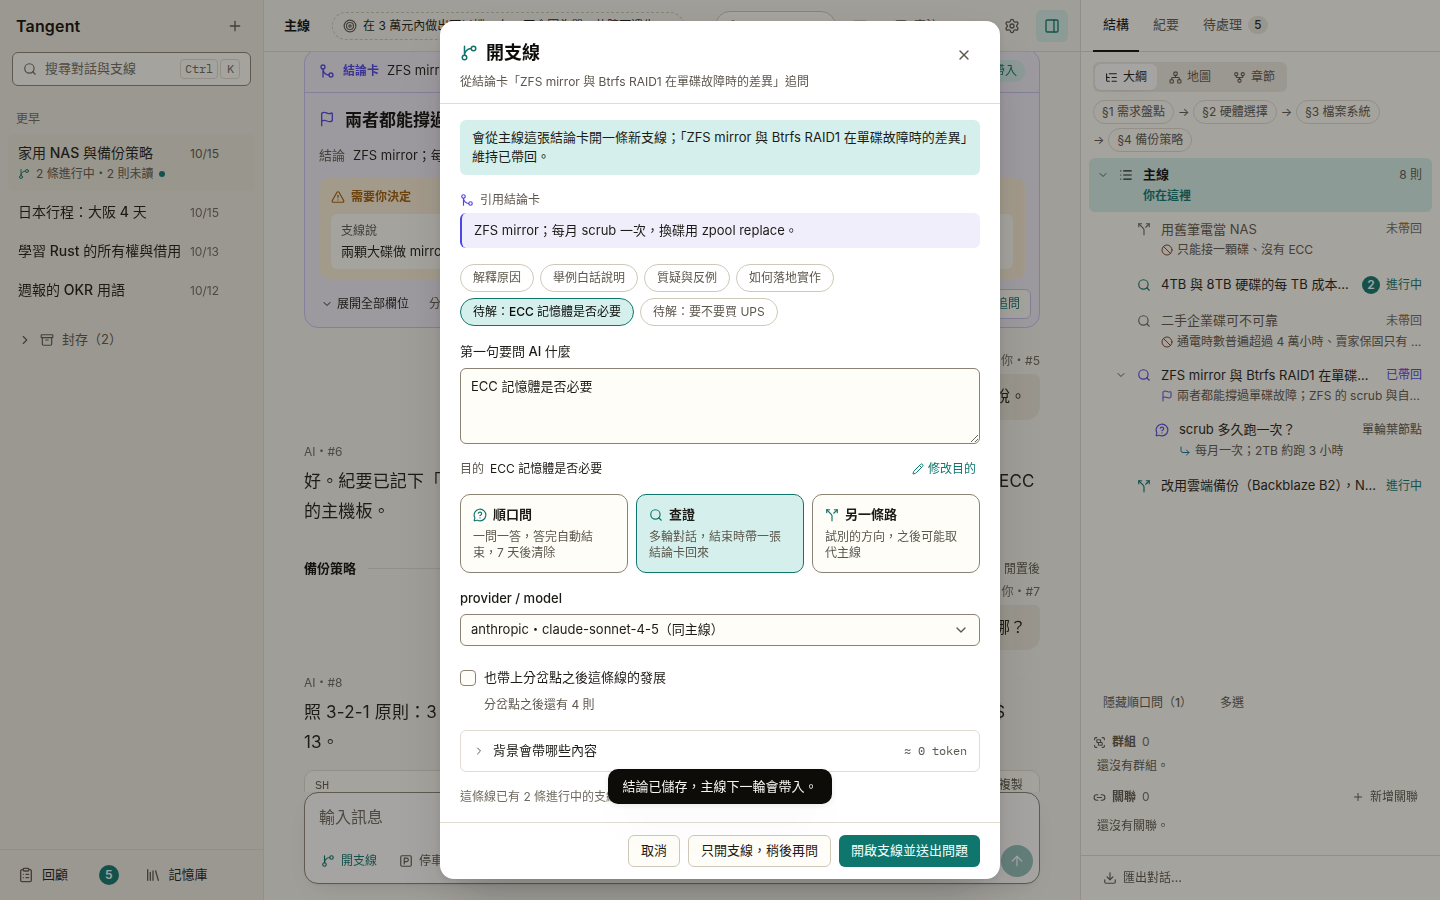 Tangent
搜尋對話與支線
Ctrl K
更早
家用 NAS 與備份策略 10/15
2 條進行中・2 則未讀
日本行程：大阪 4 天 10/15
學習 Rust 的所有權與借用 10/13
週報的 OKR 用語 10/12
封存（2）
回顧 5 記憶庫
主線
結論卡 ZFS mirr
兩者都能撐過
結論 ZFS mirror；每
需要你決定
支線說
兩顆大碟做 mirro
展開全部欄位
追問
你・#5
AI・#6
好。紀要已記下「
ECC
的主機板。
備份策略
閒置後
你・#7
哪？
AI・#8
照 3-2-1 原則：3
13。
SH
複製
輸入訊息
開支線
停車
開支線
從結論卡「ZFS mirror 與 Btrfs RAID1 在單碟故障時的差異」追問
會從主線這張結論卡開一條新支線；「ZFS mirror 與 Btrfs RAID1 在單碟故障時的差異」
維持已帶回。
引用結論卡
ZFS mirror；每月 scrub 一次，換碟用 zpool replace。
解釋原因 舉例白話說明 質疑與反例 如何落地實作
待解：ECC 記憶體是否必要 待解：要不要買 UPS
第一句要問 AI 什麼
ECC 記憶體是否必要
目的 ECC 記憶體是否必要
修改目的
順口問
一問一答，答完自動結
束，7 天後清除
查證
多輪對話，結束時帶一張
結論卡回來
另一條路
試別的方向，之後可能取
代主線
provider / model
anthropic・claude-sonnet-4-5（同主線）
也帶上分岔點之後這條線的發展
分岔點之後還有 4 則
背景會帶哪些內容 ≈ 0 token
這條線已有 2 條進行中的支
結論已儲存，主線下一輪會帶入。
取消 只開支線，稍後再問 開啟支線並送出問題
結構 紀要 待處理 5
大綱 地圖 章節
§1 需求盤點 → §2 硬體選擇 → §3 檔案系統
→ §4 備份策略
主線 8 則
你在這裡
用舊筆電當 NAS 未帶回
只能接一顆碟、沒有 ECC
4TB 與 8TB 硬碟的每 TB 成本... 2 進行中
二手企業碟可不可靠 未帶回
通電時數普遍超過 4 萬小時、賣家保固只有 ...
ZFS mirror 與 Btrfs RAID1 在單碟... 已帶回
兩者都能撐過單碟故障；ZFS 的 scrub 與自...
scrub 多久跑一次？ 單輪葉節點
每月一次；2TB 約跑 3 小時
改用雲端備份（Backblaze B2），N... 進行中
隱藏順口問（1） 多選
群組 0
還沒有群組。
關聯 0 新增關聯
還沒有關聯。
匯出對話...